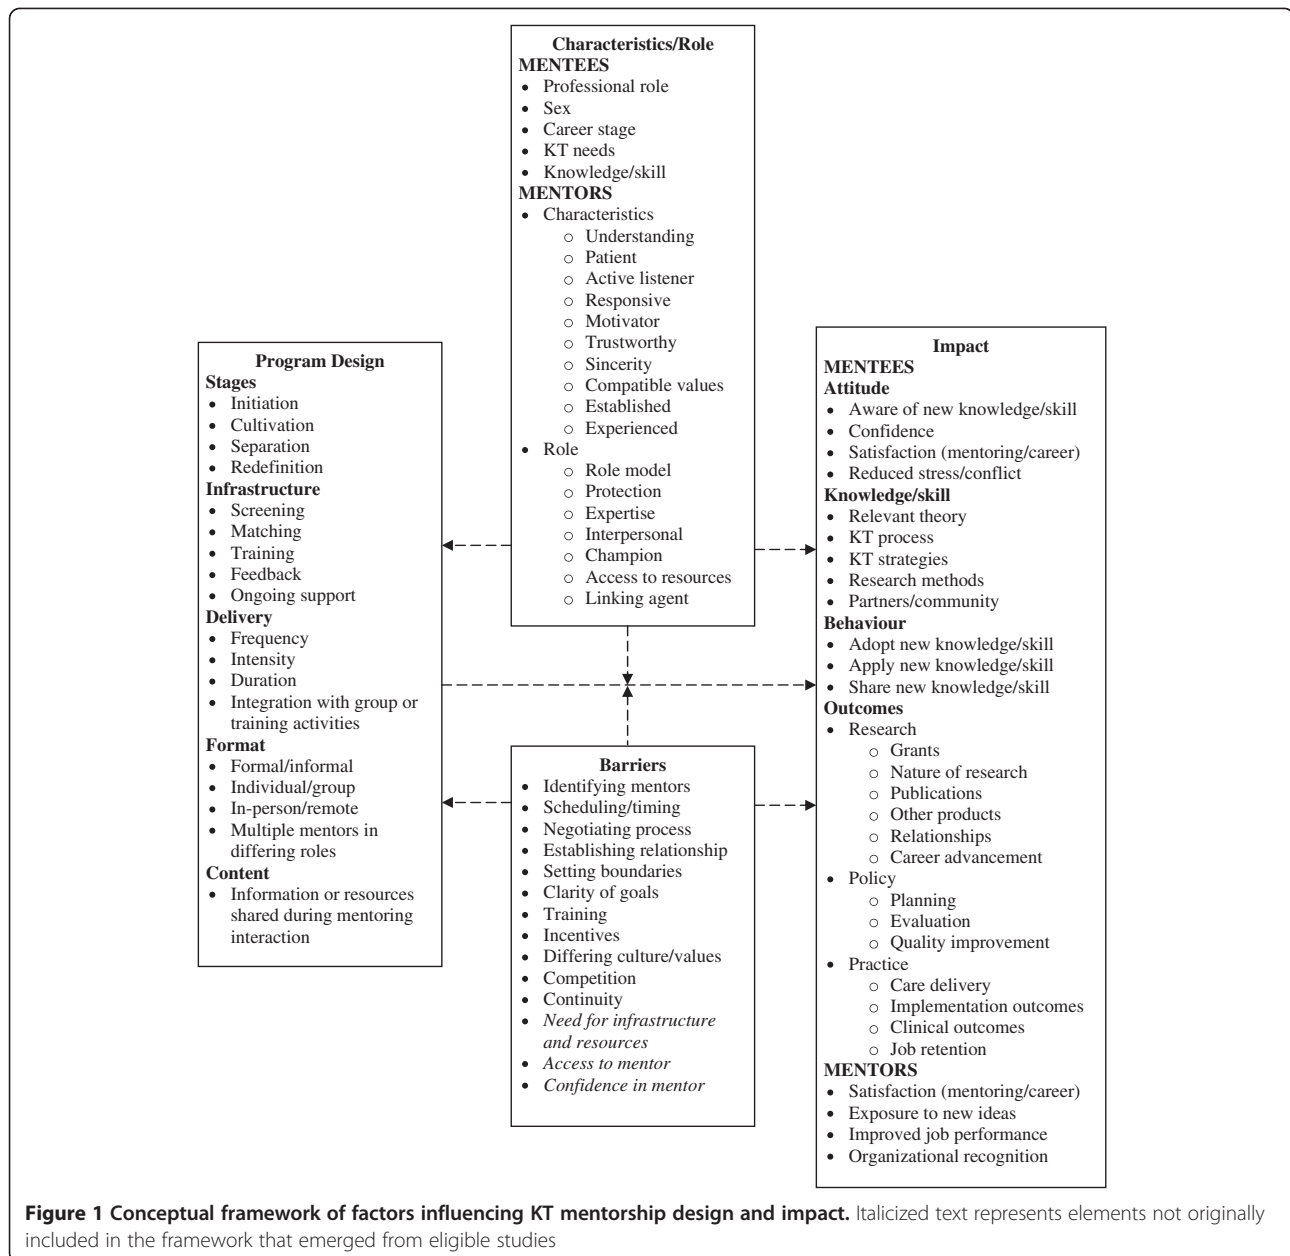 Characteristics/Role
MENTEES
• Professional role
• Sex
• Career stage
• KT needs
• Knowledge/skill
MENTORS
• Characteristics
○ Understanding
○ Patient
○ Active listener
○ Responsive
○ Motivator
○ Trustworthy
○ Sincerity
○ Compatible values
○ Established
○ Experienced
• Role
○ Role model
○ Protection
○ Expertise
○ Interpersonal
○ Champion
○ Access to resources
○ Linking agent
Program Design
Stages
• Initiation
• Cultivation
• Separation
• Redefinition
Infrastructure
• Screening
• Matching
• Training
• Feedback
• Ongoing support
Delivery
• Frequency
• Intensity
• Duration
• Integration with group or
training activities
Format
• Formal/informal
• Individual/group
• In-person/remote
• Multiple mentors in
differing roles
Content
• Information or resources
shared during mentoring
interaction
Barriers
• Identifying mentors
• Scheduling/timing
• Negotiating process
• Establishing relationship
• Setting boundaries
• Clarity of goals
• Training
• Incentives
• Differing culture/values
• Competition
• Continuity
• Need for infrastructure
and resources
• Access to mentor
• Confidence in mentor
Impact
MENTEES
Attitude
• Aware of new knowledge/skill
• Confidence
• Satisfaction (mentoring/career)
• Reduced stress/conflict
Knowledge/skill
• Relevant theory
• KT process
• KT strategies
• Research methods
• Partners/community
Behaviour
• Adopt new knowledge/skill
• Apply new knowledge/skill
• Share new knowledge/skill
Outcomes
• Research
○ Grants
○ Nature of research
○ Publications
○ Other products
○ Relationships
○ Career advancement
• Policy
○ Planning
○ Evaluation
○ Quality improvement
• Practice
○ Care delivery
○ Implementation outcomes
○ Clinical outcomes
○ Job retention
MENTORS
• Satisfaction (mentoring/career)
• Exposure to new ideas
• Improved job performance
• Organizational recognition
Figure 1 Conceptual framework of factors influencing KT mentorship design and impact. Italicized text represents elements not originally
included in the framework that emerged from eligible studies